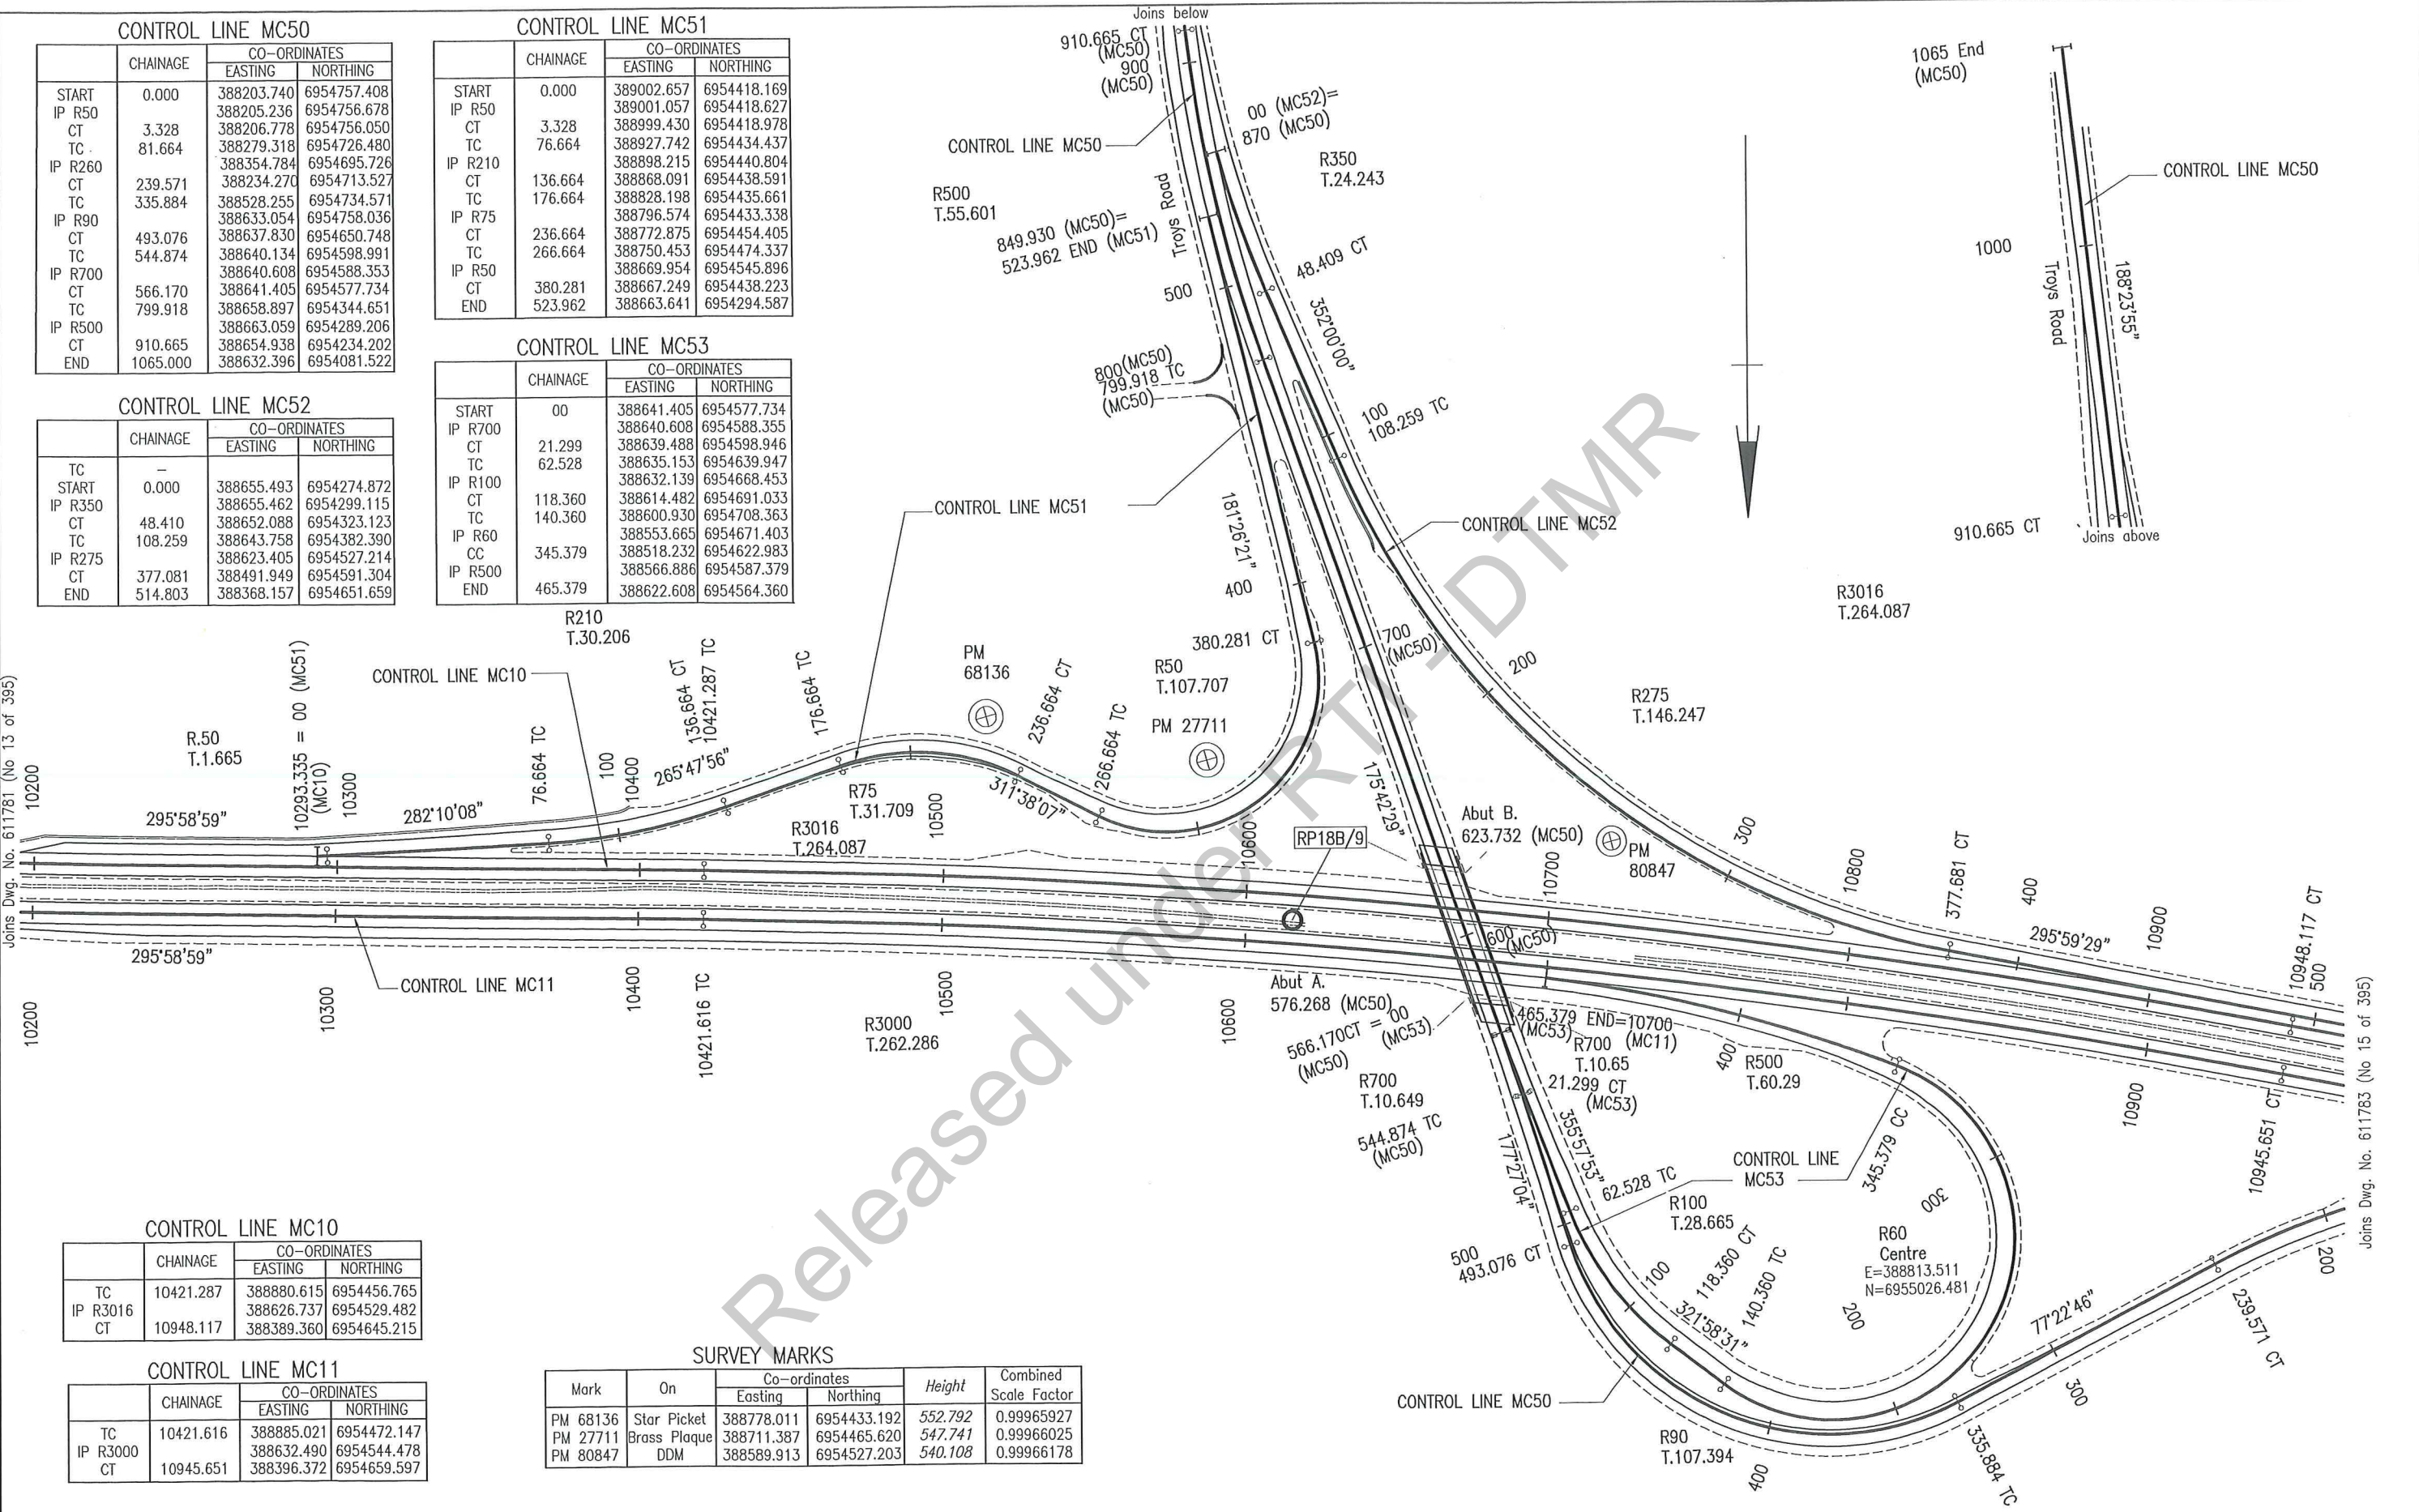 CONTROL LINE MC50
CHAINAGE CO-ORDINATES
EASTING NORTHING
START 0.000 388203.740 6954757.408
IP R50 388205.236 6954756.678
CT 3.328 388206.778 6954756.050
TC 81.664 388279.318 6954726.480
IP R260 388354.784 6954695.726
CT 239.571 388234.270 6954713.527
TC 335.884 388528.255 6954734.571
IP R90 388633.054 6954758.036
CT 493.076 388637.830 6954650.748
TC 544.874 388640.134 6954598.991
IP R700 388640.608 6954588.353
CT 566.170 388641.405 6954577.734
TC 799.918 388658.897 6954344.651
IP R500 388663.059 6954289.206
CT 910.665 388654.938 6954234.202
END 1065.000 388632.396 6954081.522
CONTROL LINE MC51
CHAINAGE CO-ORDINATES
EASTING NORTHING
START 0.000 389002.657 6954418.169
IP R50 389001.057 6954418.627
CT 3.328 388999.430 6954418.978
TC 76.664 388927.742 6954434.437
IP R210 388898.215 6954440.804
CT 136.664 388868.091 6954438.591
TC 176.664 388828.198 6954435.661
IP R75 388796.574 6954433.338
CT 236.664 388772.875 6954454.405
TC 266.664 388750.453 6954474.337
IP R50 388669.954 6954545.896
CT 380.281 388667.249 6954438.223
END 523.962 388663.641 6954294.587
CONTROL LINE MC52
CHAINAGE CO-ORDINATES
EASTING NORTHING
TC –
START 0.000 388655.493 6954274.872
IP R350 388655.462 6954299.115
CT 48.410 388652.088 6954323.123
TC 108.259 388643.758 6954382.390
IP R275 388623.405 6954527.214
CT 377.081 388491.949 6954591.304
END 514.803 388368.157 6954651.659
CONTROL LINE MC53
CHAINAGE CO-ORDINATES
EASTING NORTHING
START 00 388641.405 6954577.734
IP R700 388640.608 6954588.355
CT 21.299 388639.488 6954598.946
TC 62.528 388635.153 6954639.947
IP R100 388632.139 6954668.453
CT 118.360 388614.482 6954691.033
TC 140.360 388600.930 6954708.363
IP R60 388553.665 6954671.403
CC 345.379 388518.232 6954622.983
IP R500 388566.886 6954587.379
END 465.379 388622.608 6954564.360
Joins below
910.665 CT
(MC50)
900
(MC50)
CONTROL LINE MC50
00 (MC52)=
870 (MC50)
R350
T.24.243
R500
T.55.601
Troys Road
849.930 (MC50)=
523.962 END (MC51)
48.409 CT
500
352°00'00"
800(MC50)
799.918 TC
(MC50)
100
108.259 TC
CONTROL LINE MC51
181°26'21"
CONTROL LINE MC52
400
380.281 CT
700
(MC50)
200
1065 End
(MC50)
CONTROL LINE MC50
1000
Troys Road
188°23'55"
910.665 CT
Joins above
R3016
T.264.087
R275
T.146.247
R210
T.30.206
CONTROL LINE MC10
PM
68136
R50
T.107.707
PM 27711
Joins Dwg. No. 611781 (No 13 of 395)
10200
R.50
T.1.665
295°58'59"
10293.335 = 00 (MC51)
(MC10)
10300
282°10'08"
76.664 TC
100
10400
265°47'56"
136.664 CT
10421.287 TC
176.664 TC
R75
T.31.709
R3016
T.264.087
10500
236.664 CT
311°38'07"
266.664 TC
10600
RP18B/9
175°42'29"
Abut B.
623.732 (MC50)
PM
80847
10700
300
10800
377.681 CT
400
295°59'29"
10900
10948.117 CT
500
295°58'59"
CONTROL LINE MC11
10200
10300
10400
10421.616 TC
10500
R3000
T.262.286
10600
600
(MC50)
Abut A.
576.268 (MC50)
566.170CT = 00
(MC50) (MC53)
465.379 END=10700
(MC53) (MC11)
R700
T.10.65
R700
T.10.649
21.299 CT
(MC53)
400
R500
T.60.29
544.874 TC
(MC50)
177°27'04"
355°57'53"
62.528 TC
CONTROL LINE
MC53
345.379 CC
10900
10945.651 CT
Joins Dwg. No. 611783 (No 15 of 395)
R100
T.28.665
118.360 CT
140.360 TC
100
321°58'31"
500
493.076 CT
R60
Centre
E=388813.511
N=6955026.481
300
200
77°22'46"
200
239.571 CT
300
335.884 TC
CONTROL LINE MC50
R90
T.107.394
400
CONTROL LINE MC10
CHAINAGE CO-ORDINATES
EASTING NORTHING
TC 10421.287 388880.615 6954456.765
IP R3016 388626.737 6954529.482
CT 10948.117 388389.360 6954645.215
CONTROL LINE MC11
CHAINAGE CO-ORDINATES
EASTING NORTHING
TC 10421.616 388885.021 6954472.147
IP R3000 388632.490 6954544.478
CT 10945.651 388396.372 6954659.597
SURVEY MARKS
Mark On Co-ordinates Height Combined
Easting Northing Scale Factor
PM 68136 Star Picket 388778.011 6954433.192 552.792 0.99965927
PM 27711 Brass Plaque 388711.387 6954465.620 547.741 0.99966025
PM 80847 DDM 388589.913 6954527.203 540.108 0.99966178
Released under RTI - DTMR